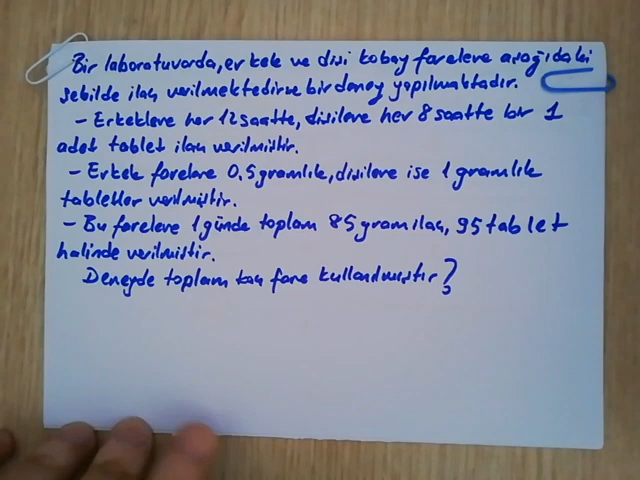 Bir laboratuvarda, erkek ve dişi kobay farelere aşağıdaki
şekilde ilaç verilmektedir ve bir deney yapılmaktadır.
- Erkeklere her 12 saatte, dişilere her 8 saatte bir 1
adet tablet ilaç verilmiştir.
- Erkek farelere 0,5 gramlık, dişilere ise 1 gramlık
tabletler verilmiştir.
- Bu farelere 1 günde toplam 85 gram ilaç, 95 tablet
halinde verilmiştir.
Deneyde toplam kaç fare kullanılmıştır?